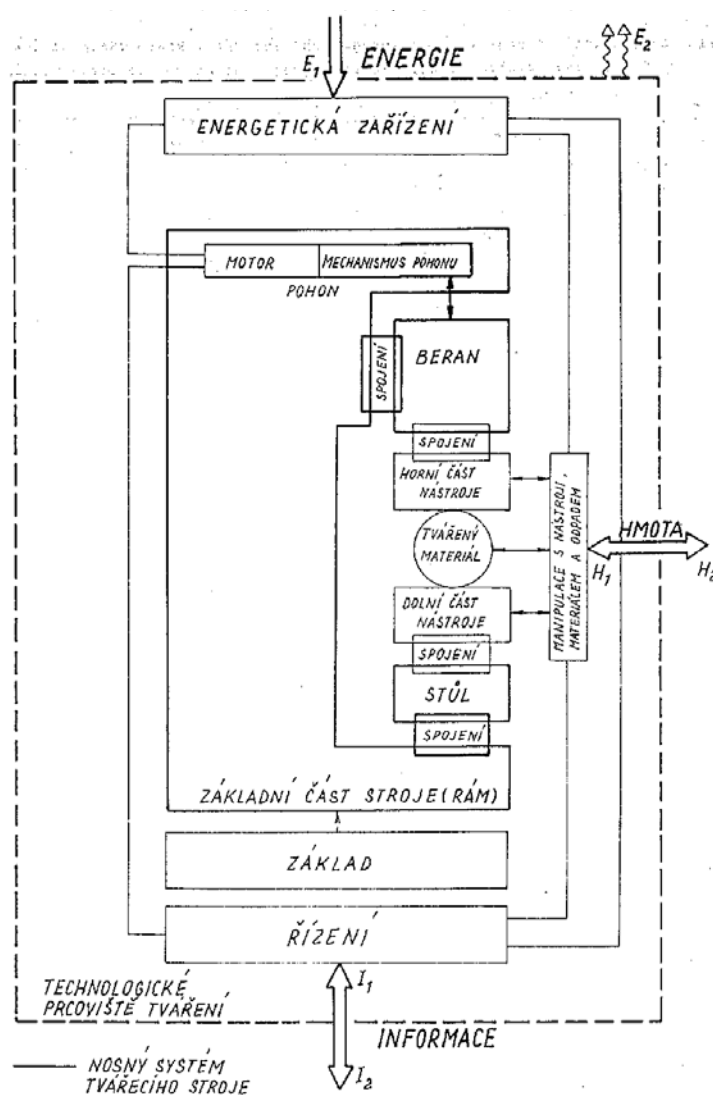 E1 ENERGIE E2
ENERGETICKÁ ZAŘÍZENÍ
MOTOR MECHANISMUS POHONU
POHON
SPOJENÍ
BERAN
SPOJENÍ
HORNÍ ČÁST
NÁSTROJE
TVÁŘENÝ
MATERIÁL
MANIPULACE S NÁSTROJI,
MATERIÁLEM A ODPADEM
HMOTA
H1 H2
DOLNÍ ČÁST
NÁSTROJE
SPOJENÍ
STŮL
SPOJENÍ
ZÁKLADNÍ ČÁST STROJE (RÁM)
ZÁKLAD
ŘÍZENÍ
TECHNOLOGICKÉ
PRCOVIŠTĚ TVÁŘENÍ
I1
INFORMACE
I2
NOSNÝ SYSTÉM
TVÁŘECÍHO STROJE